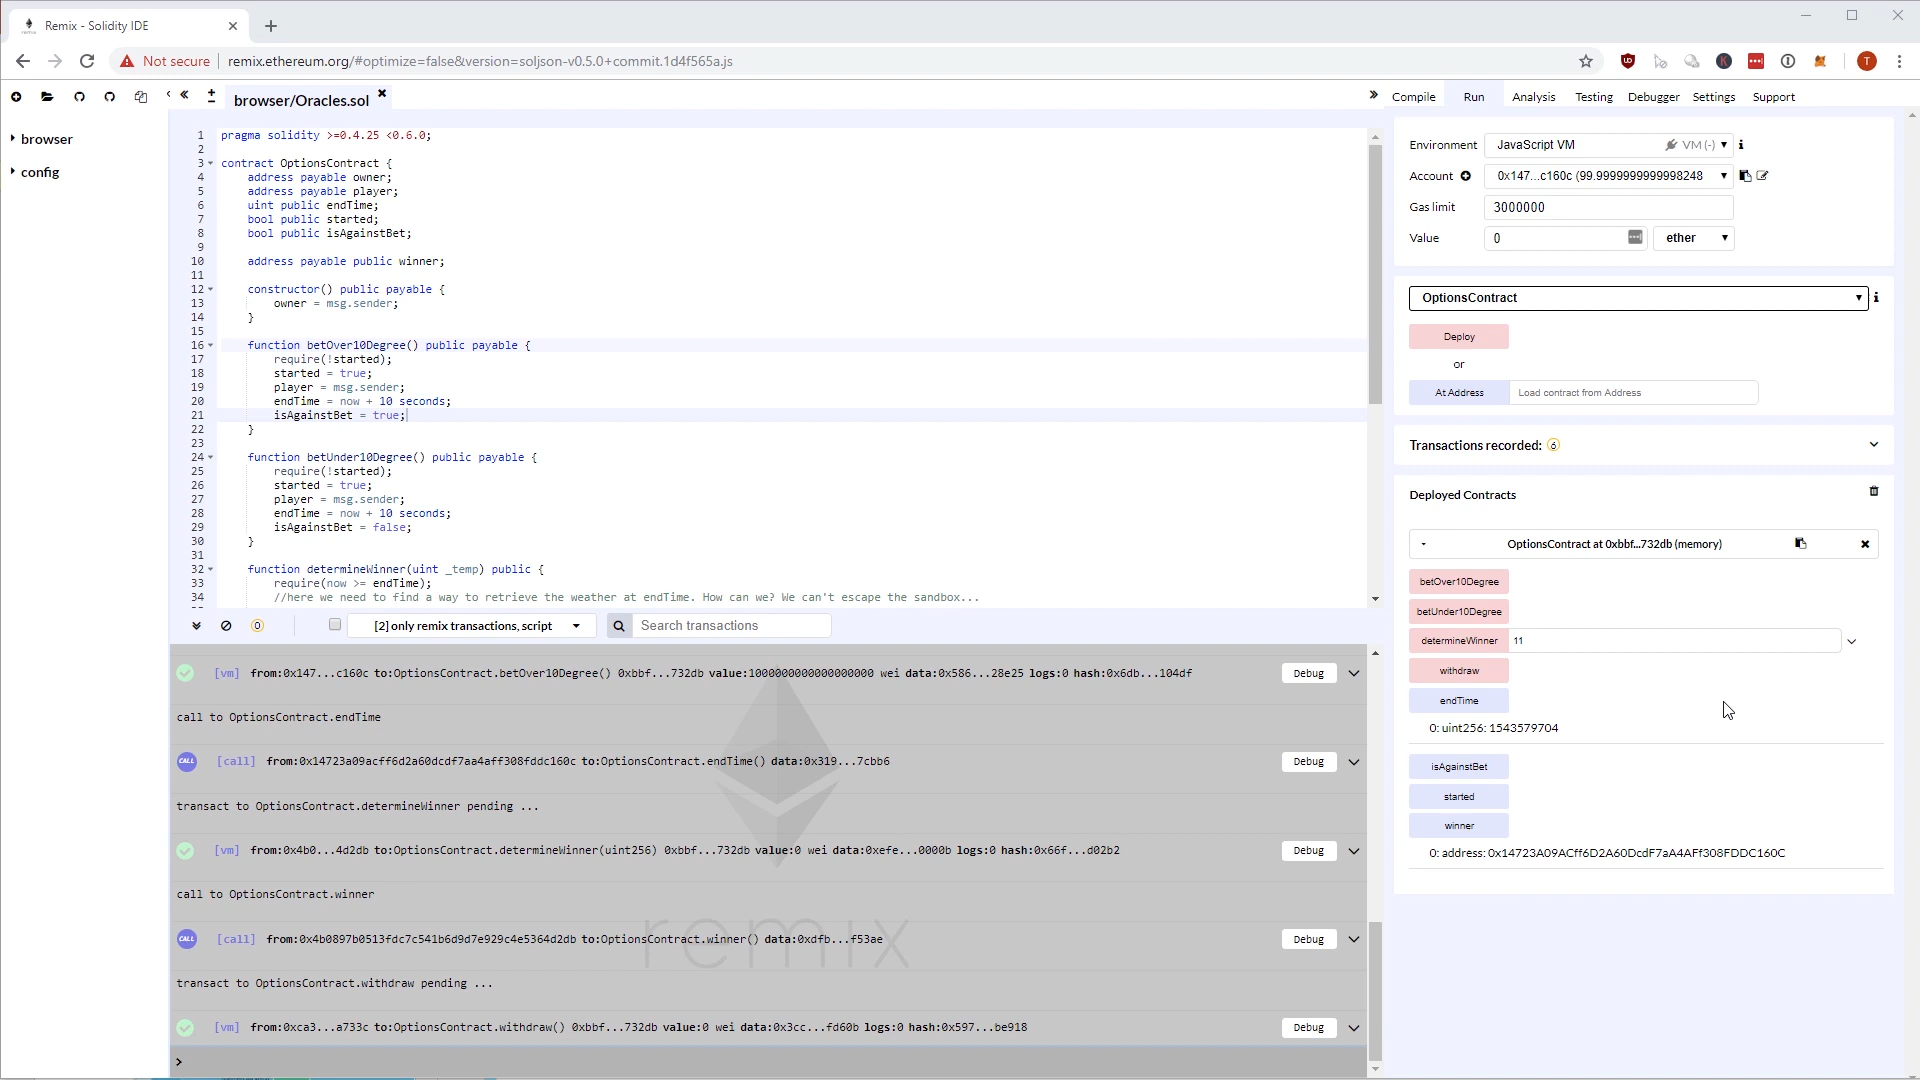 Remix - Solidity IDE
Not secure
remix.ethereum.org/#optimize=false&version=soljson-v0.5.0+commit.1d4f565a.js
T
browser/Oracles.sol
Compile
Run
Analysis
Testing
Debugger
Settings
Support
browser
config
1 pragma solidity >=0.4.25 <0.6.0;
2
3 contract OptionsContract {
4 address payable owner;
5 address payable player;
6 uint public endTime;
7 bool public started;
8 bool public isAgainstBet;
9
10 address payable public winner;
11
12 constructor() public payable {
13 owner = msg.sender;
14 }
15
16 function betOver10Degree() public payable {
17 require(!started);
18 started = true;
19 player = msg.sender;
20 endTime = now + 10 seconds;
21 isAgainstBet = true;
22 }
23
24 function betUnder10Degree() public payable {
25 require(!started);
26 started = true;
27 player = msg.sender;
28 endTime = now + 10 seconds;
29 isAgainstBet = false;
30 }
31
32 function determineWinner(uint _temp) public {
33 require(now >= endTime);
34 //here we need to find a way to retrieve the weather at endTime. How can we? We can't escape the sandbox...
0
[2] only remix transactions, script
Search transactions
[vm] from:0x147...c160c to:OptionsContract.betOver10Degree() 0xbbf...732db value:1000000000000000000 wei data:0x586...28e25 logs:0 hash:0x6db...104df
Debug
call to OptionsContract.endTime
CALL
[call] from:0x14723a09acff6d2a60dcdf7aa4aff308fddc160c to:OptionsContract.endTime() data:0x319...7cbb6
Debug
transact to OptionsContract.determineWinner pending ...
[vm] from:0x4b0...4d2db to:OptionsContract.determineWinner(uint256) 0xbbf...732db value:0 wei data:0xefe...0000b logs:0 hash:0x66f...d02b2
Debug
call to OptionsContract.winner
CALL
[call] from:0x4b0897b0513fdc7c541b6d9d7e929c4e5364d2db to:OptionsContract.winner() data:0xdfb...f53ae
Debug
remix
transact to OptionsContract.withdraw pending ...
[vm] from:0xca3...a733c to:OptionsContract.withdraw() 0xbbf...732db value:0 wei data:0x3cc...fd60b logs:0 hash:0x597...be918
Debug
>
Environment
JavaScript VM
VM (-)
Account
0x147...c160c (99.9999999999998248
Gas limit
3000000
Value
0
ether
OptionsContract
Deploy
or
At Address
Load contract from Address
Transactions recorded: 6
Deployed Contracts
OptionsContract at 0xbbf...732db (memory)
betOver10Degree
betUnder10Degree
determineWinner
11
withdraw
endTime
0: uint256: 1543579704
isAgainstBet
started
winner
0: address: 0x14723A09ACff6D2A60DcdF7aA4AFf308FDDC160C